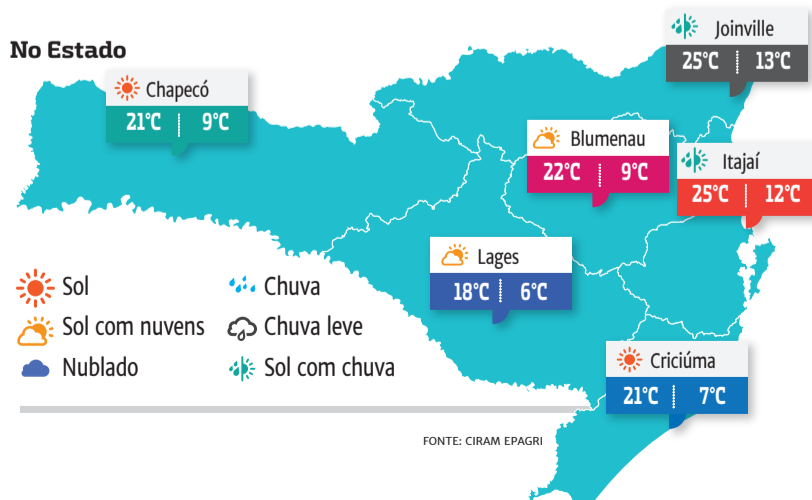 No Estado
Joinville
25°C 13°C
Chapecó
21°C 9°C
Blumenau
22°C 9°C
Itajaí
25°C 12°C
Lages
18°C 6°C
Sol
Chuva
Sol com nuvens
Chuva leve
Nublado
Sol com chuva
Criciúma
21°C 7°C
FONTE: CIRAM EPAGRI